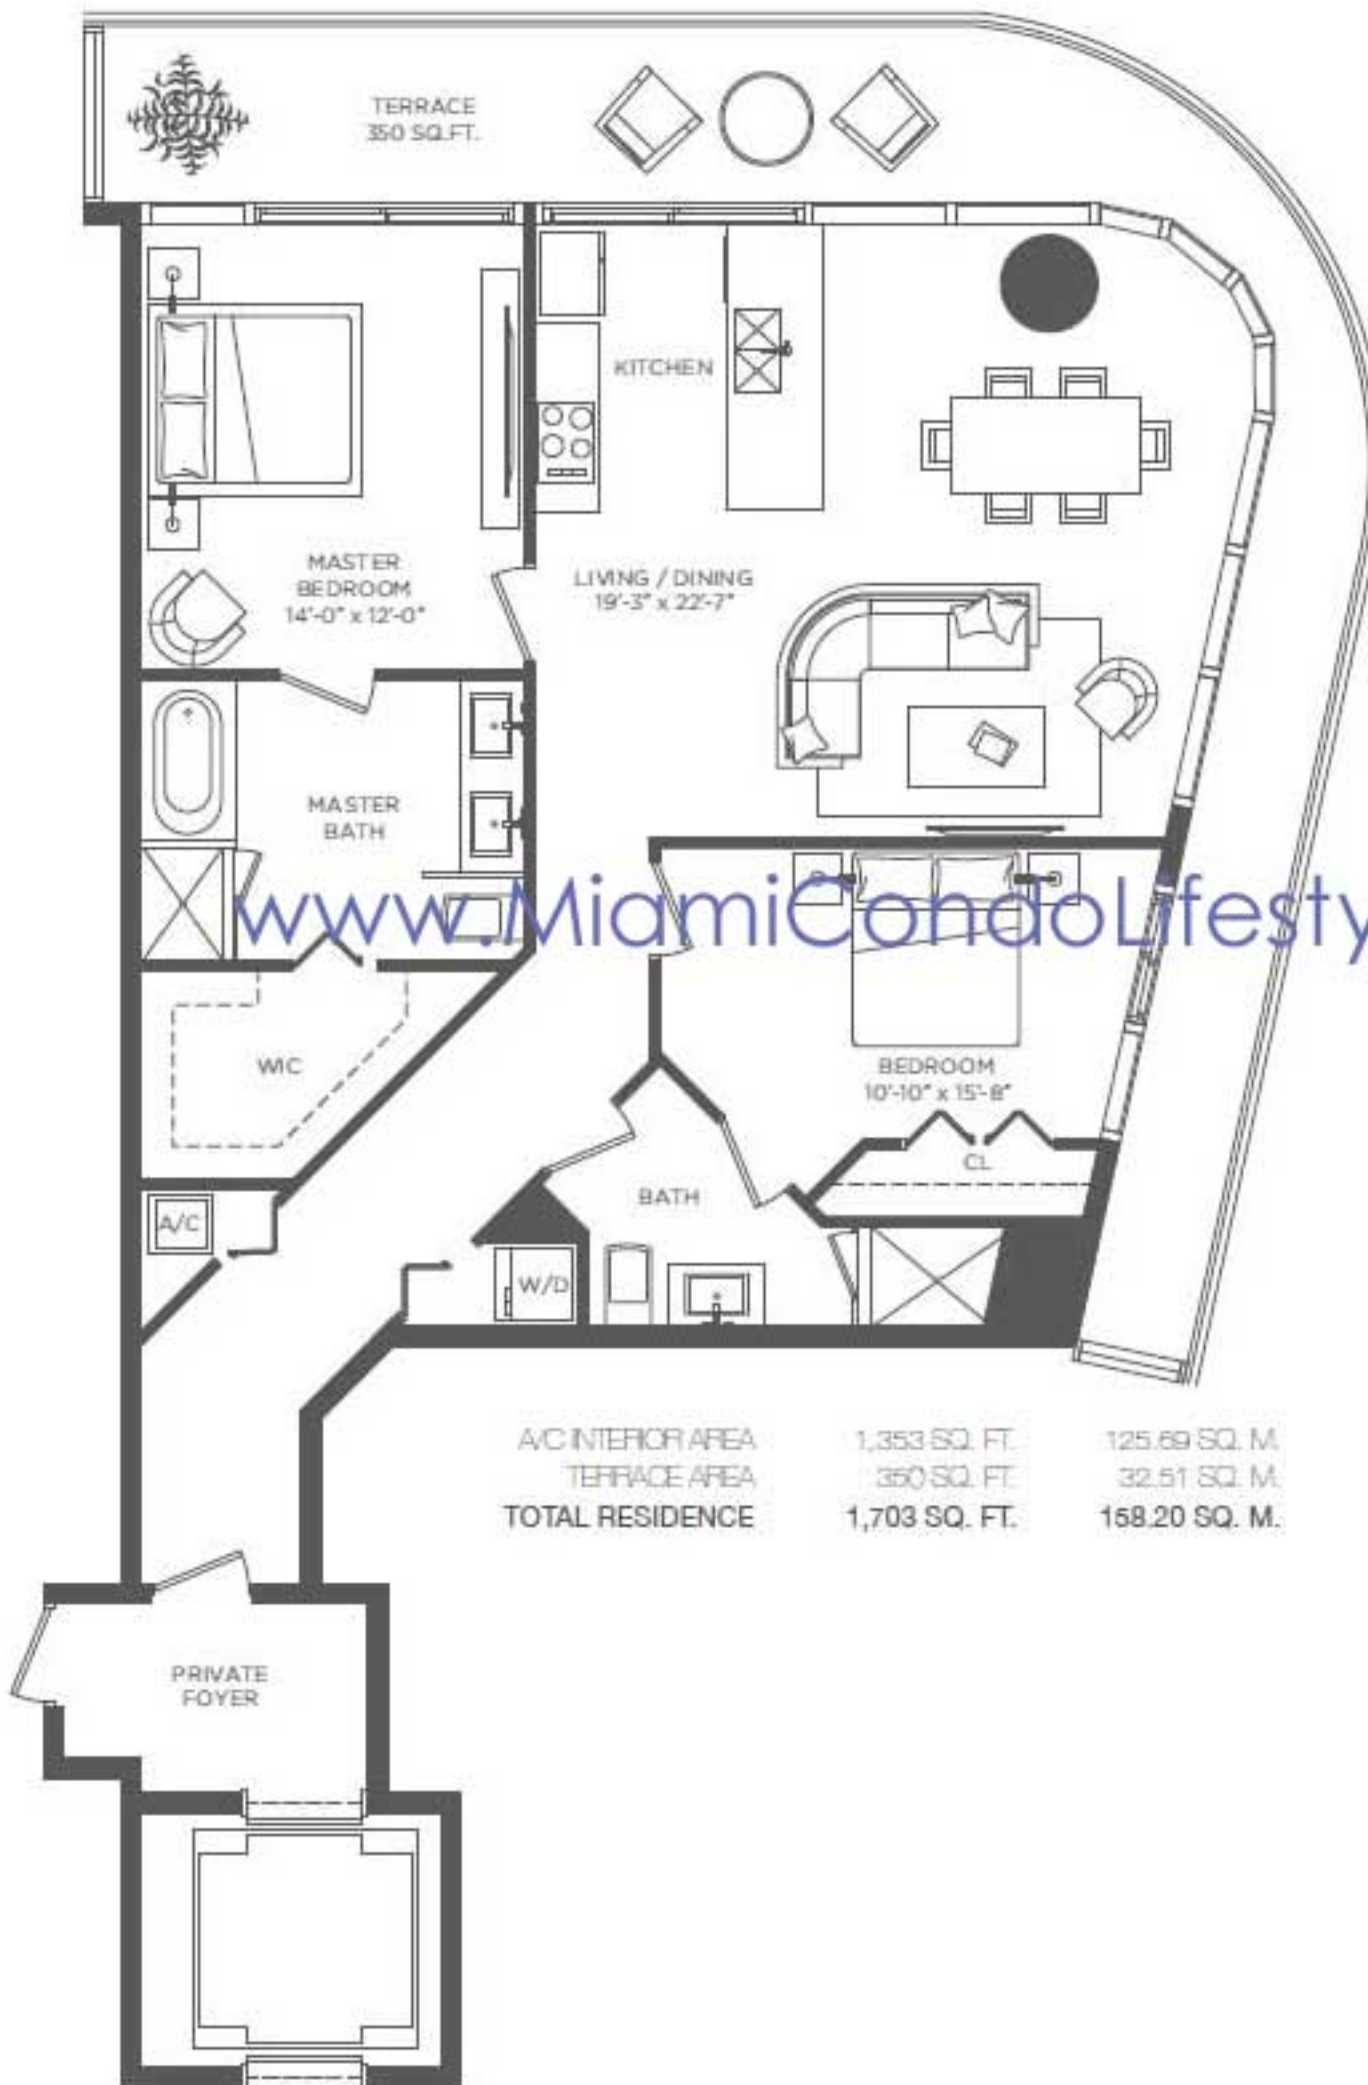 TERRACE
350 SQ.FT.
KITCHEN
MASTER
BEDROOM
14'-0" x 12'-0"
LIVING / DINING
19'-3" x 22'-7"
MASTER
BATH
www.MiamiCondoLifesty
WIC
BEDROOM
10'-10" x 15'-8"
CL
A/C
BATH
W/D
A/C INTERIOR AREA 1,353 SQ. FT. 125.69 SQ. M.
TERRACE AREA 350 SQ. FT. 32.51 SQ. M.
TOTAL RESIDENCE 1,703 SQ. FT. 158.20 SQ. M.
PRIVATE
FOYER